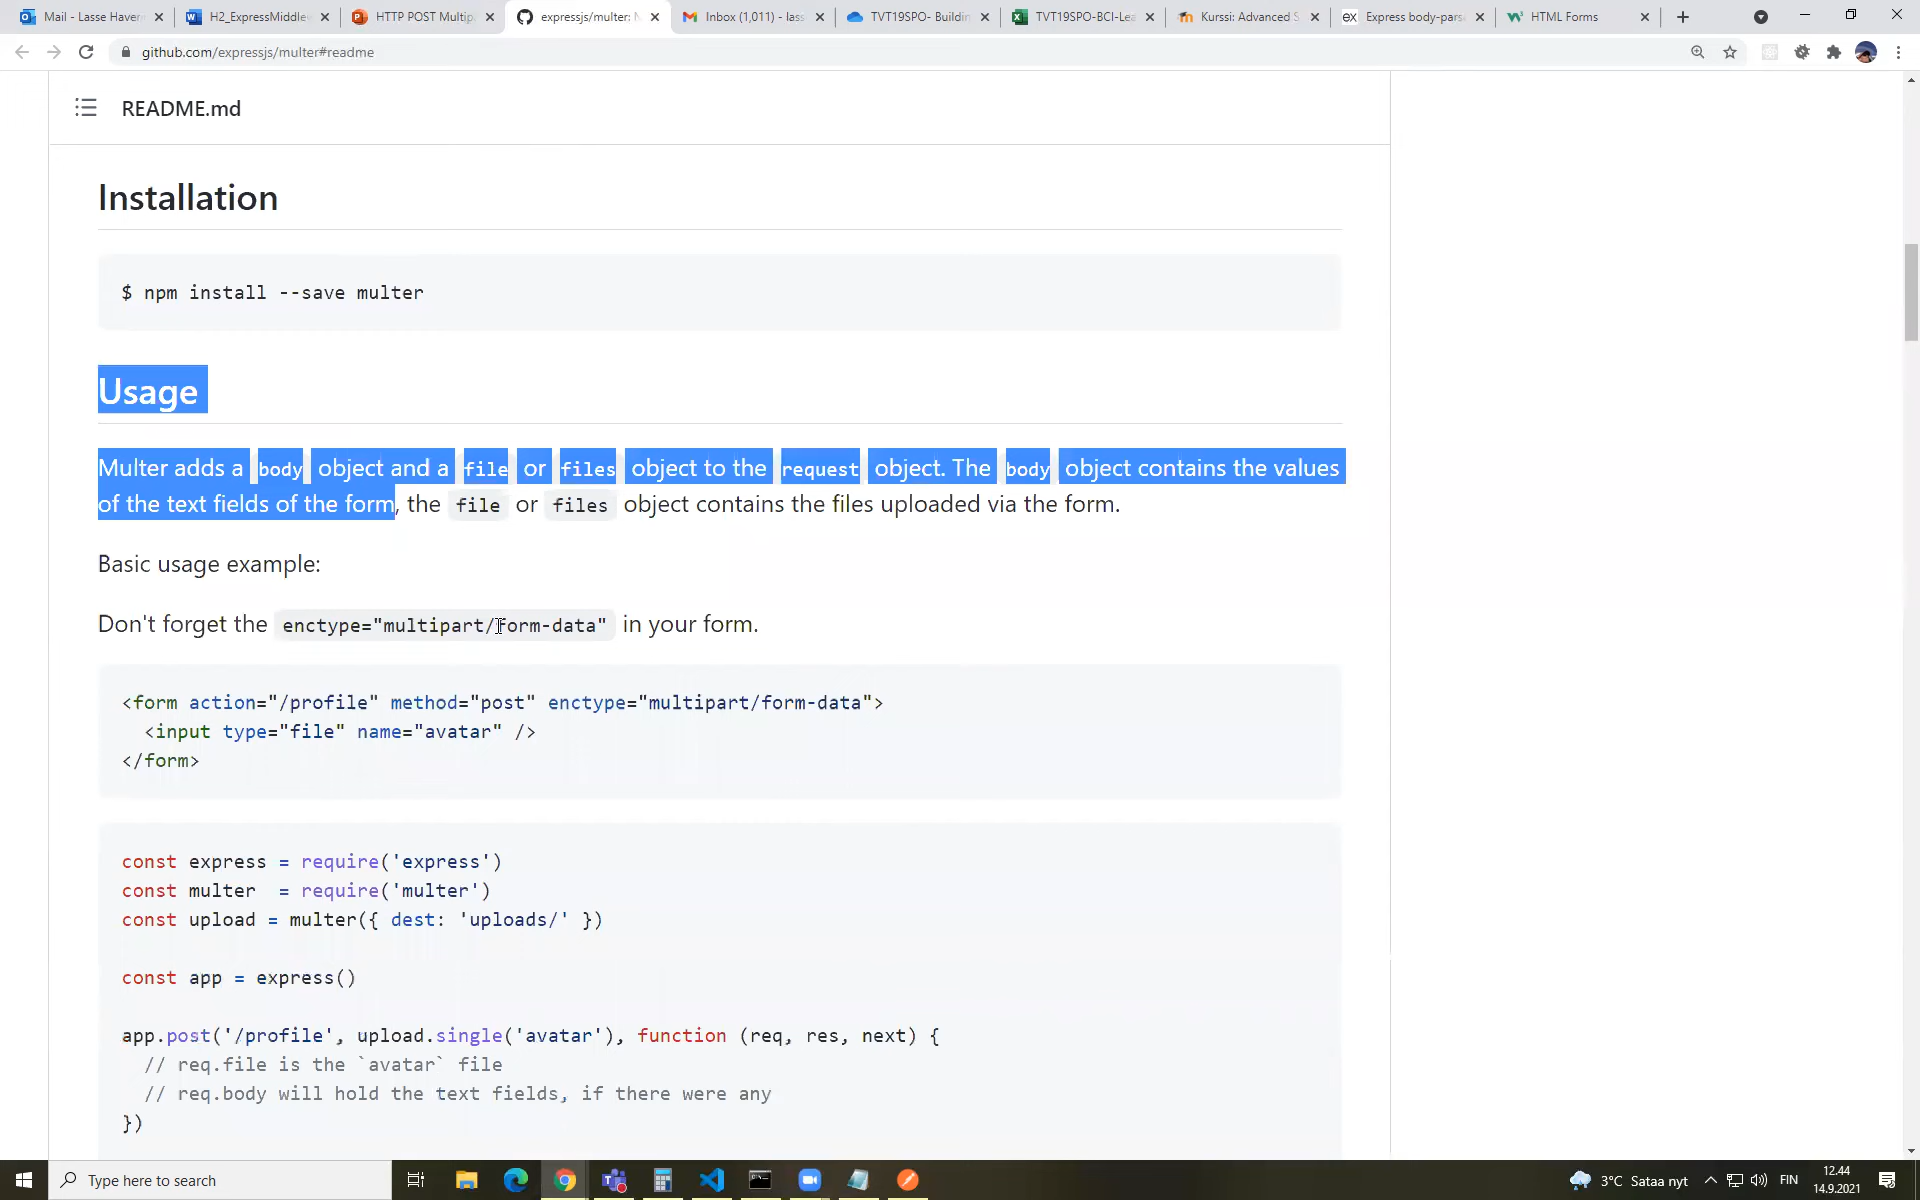 Mail - Lasse Haven
H2_ExpressMiddle
HTTP POST Multip
expressjs/multer: N
Inbox (1,011) - lass
TVT19SPO- Buildin
TVT19SPO-BCI-Lea
Kurssi: Advanced S
ex Express body-pars
HTML Forms
github.com/expressjs/multer#readme
README.md
Installation
$ npm install --save multer
Usage
Multer adds a body object and a file or files object to the request object. The body object contains the values
of the text fields of the form, the file or files object contains the files uploaded via the form.
Basic usage example:
Don't forget the enctype="multipart/form-data" in your form.
<form action="/profile" method="post" enctype="multipart/form-data">
<input type="file" name="avatar" />
</form>
const express = require('express')
const multer = require('multer')
const upload = multer({ dest: 'uploads/' })
const app = express()
app.post('/profile', upload.single('avatar'), function (req, res, next) {
// req.file is the `avatar` file
// req.body will hold the text fields, if there were any
})
Type here to search
3°C Sataa nyt
FIN
12.44
14.9.2021